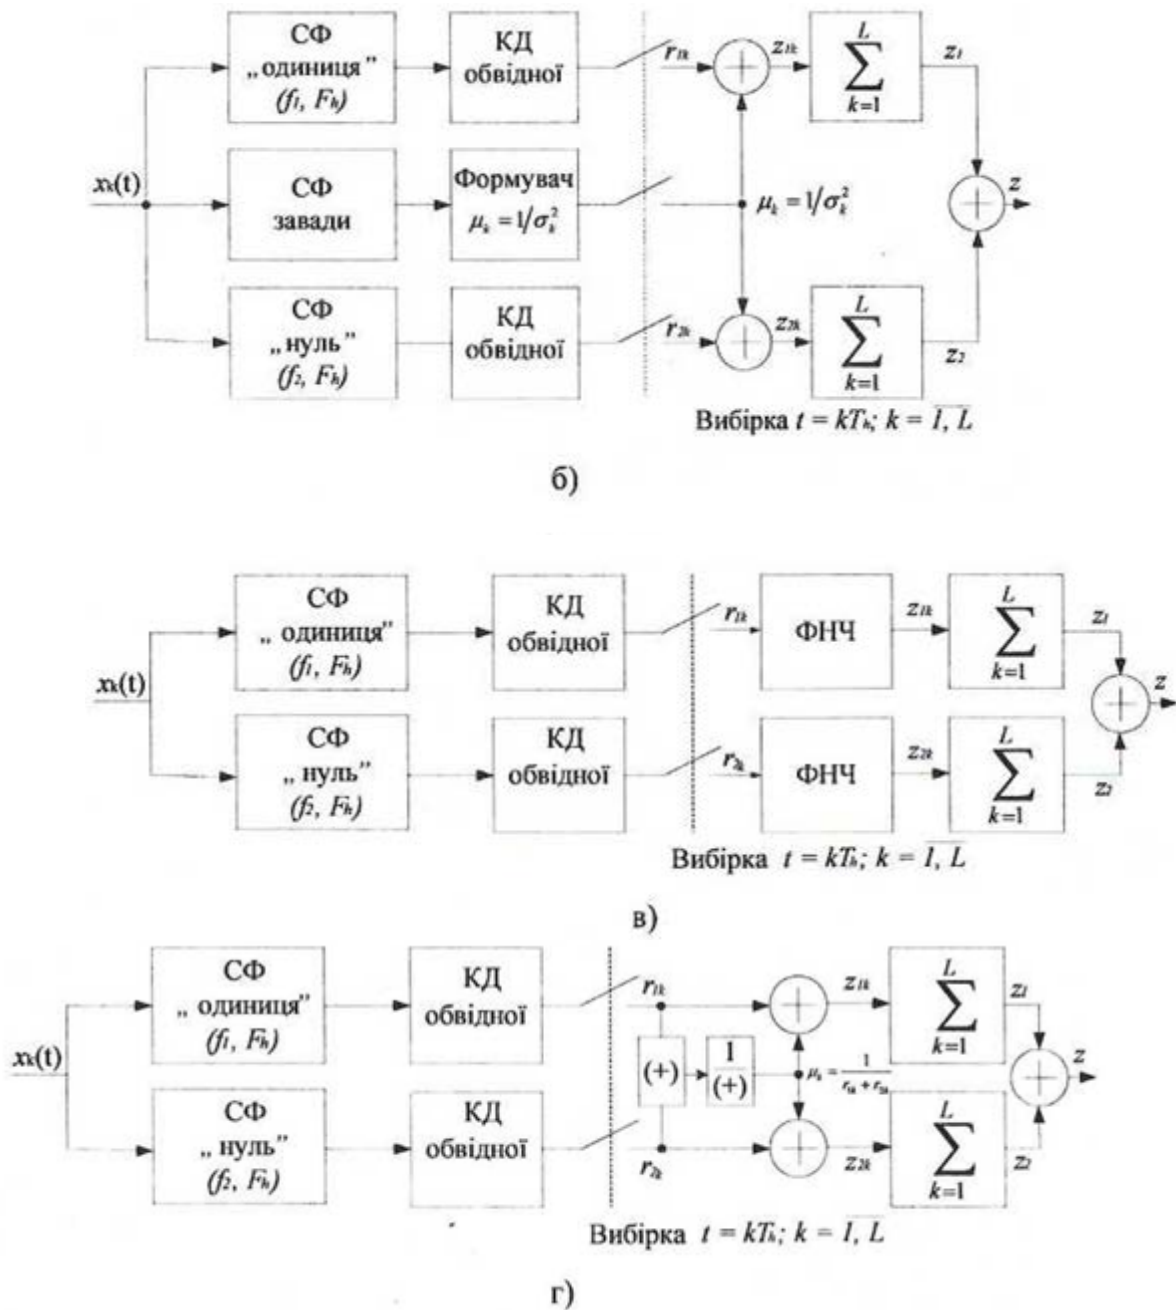 СФ
„одиниця”
(f1, Fh)
КД
обвідної
r1k
z1k
L
∑
k=1
z1
xk(t)
СФ
завади
Формувач
μk = 1/σk²
μk = 1/σk²
z
СФ
„нуль”
(f2, Fh)
КД
обвідної
r2k
z2k
L
∑
k=1
z2
Вибірка t = kTh; k = 1, L
б)
СФ
„ одиниця”
(f1, Fh)
КД
обвідної
r1k
ФНЧ
z1k
L
∑
k=1
z1
xk(t)
z
СФ
„ нуль”
(f2, Fh)
КД
обвідної
r2k
ФНЧ
z2k
L
∑
k=1
z2
Вибірка t = kTh; k = 1, L
в)
СФ
„ одиниця”
(f1, Fh)
КД
обвідної
r1k
z1k
L
∑
k=1
z1
xk(t)
(+)
1/(+)
μk = 1/(r1k + r2k)
z
СФ
„ нуль”
(f2, Fh)
КД
обвідної
r2k
z2k
L
∑
k=1
z2
Вибірка t = kTh; k = 1, L
г)